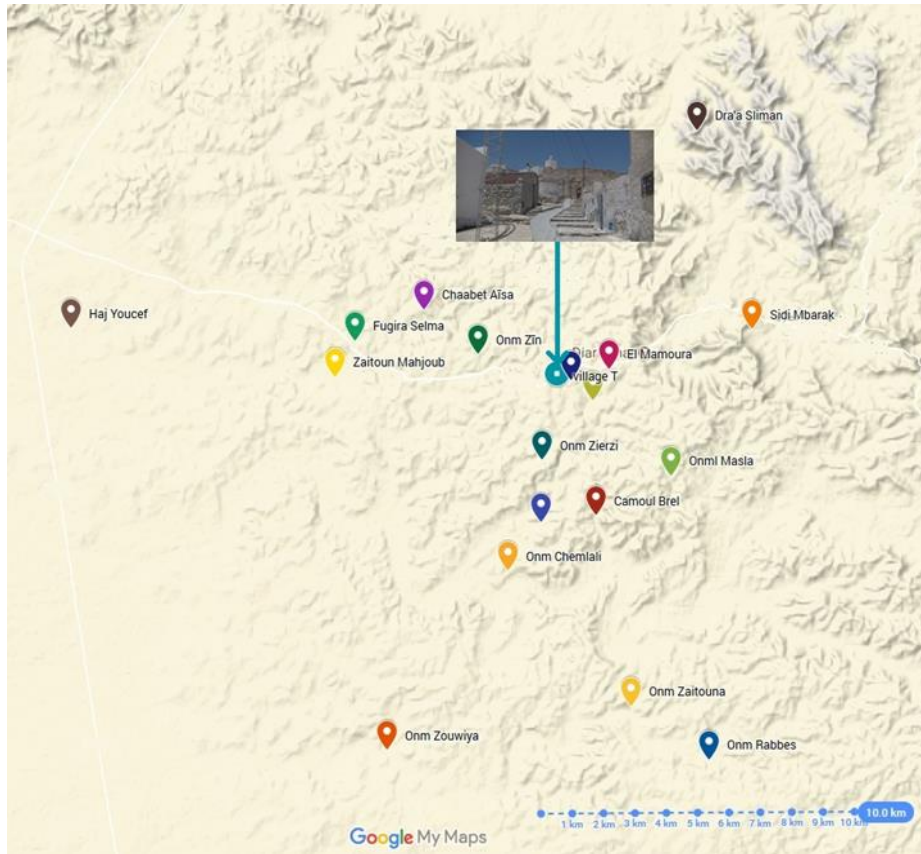 Dra'a Sliman
Chaabet Aïsa
Haj Youcef
Sidi Mbarak
Fugira Selma
Onm Zīn
El Mamoura
Zaitoun Mahjoub
village T
Onm Zierzi
Onml Masla
Camoul Brel
Onm Chemlali
Onm Zaitouna
Onm Zouwiya
Onm Rabbes
10.0 km
1 km 2 km 3 km 4 km 5 km 6 km 7 km 8 km 9 km 10
Google My Maps